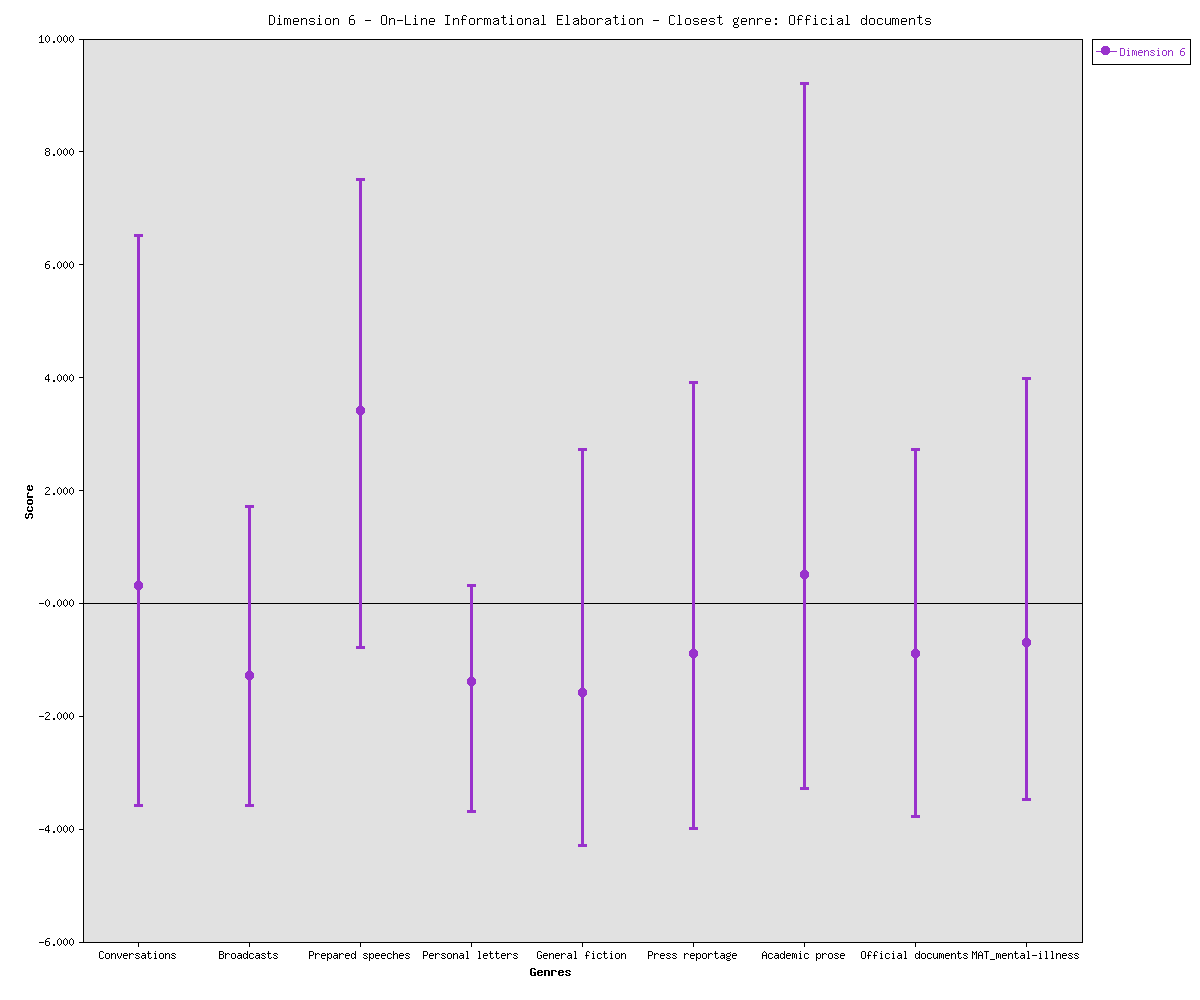 Dimension 6 - On-Line Informational Elaboration - Closest genre: Official documents
Dimension 6
10.000
8.000
6.000
4.000
2.000
-0.000
-2.000
-4.000
-6.000
Score
Conversations Broadcasts Prepared speeches Personal letters General fiction Press reportage Academic prose Official documents MAT_mental-illness
Genres